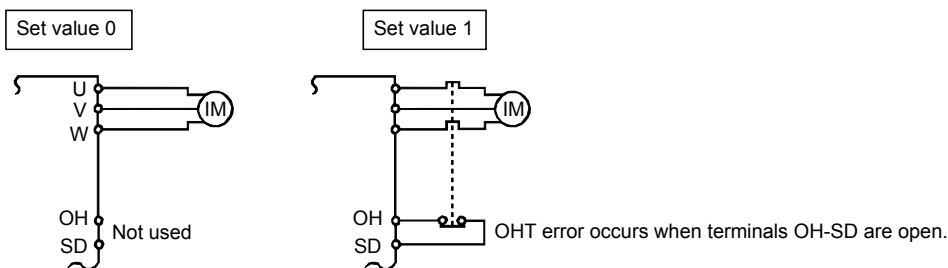 Set value 0
U
V
W
IM
OH
SD
Not used
Set value 1
IM
OH
SD
OHT error occurs when terminals OH-SD are open.